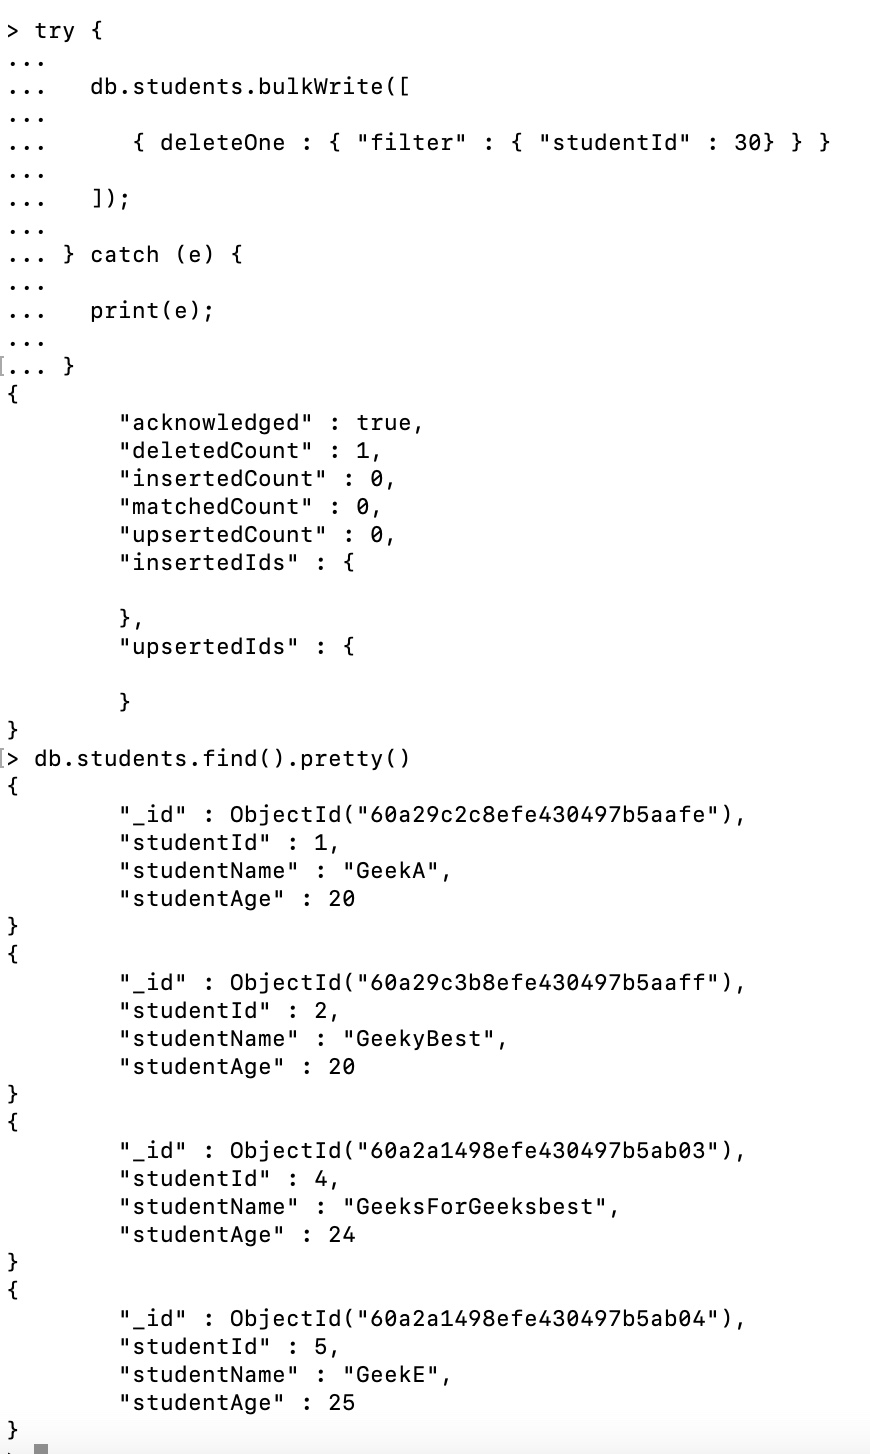 > try {
...
...   db.students.bulkWrite([
...
...      { deleteOne : { "filter" : { "studentId" : 30} } }
...
...   ]);
...
... } catch (e) {
...
...   print(e);
...
[... }
{
        "acknowledged" : true,
        "deletedCount" : 1,
        "insertedCount" : 0,
        "matchedCount" : 0,
        "upsertedCount" : 0,
        "insertedIds" : {

        },
        "upsertedIds" : {

        }
}
[> db.students.find().pretty()
{
        "_id" : ObjectId("60a29c2c8efe430497b5aafe"),
        "studentId" : 1,
        "studentName" : "GeekA",
        "studentAge" : 20
}
{
        "_id" : ObjectId("60a29c3b8efe430497b5aaff"),
        "studentId" : 2,
        "studentName" : "GeekyBest",
        "studentAge" : 20
}
{
        "_id" : ObjectId("60a2a1498efe430497b5ab03"),
        "studentId" : 4,
        "studentName" : "GeeksForGeeksbest",
        "studentAge" : 24
}
{
        "_id" : ObjectId("60a2a1498efe430497b5ab04"),
        "studentId" : 5,
        "studentName" : "GeekE",
        "studentAge" : 25
}